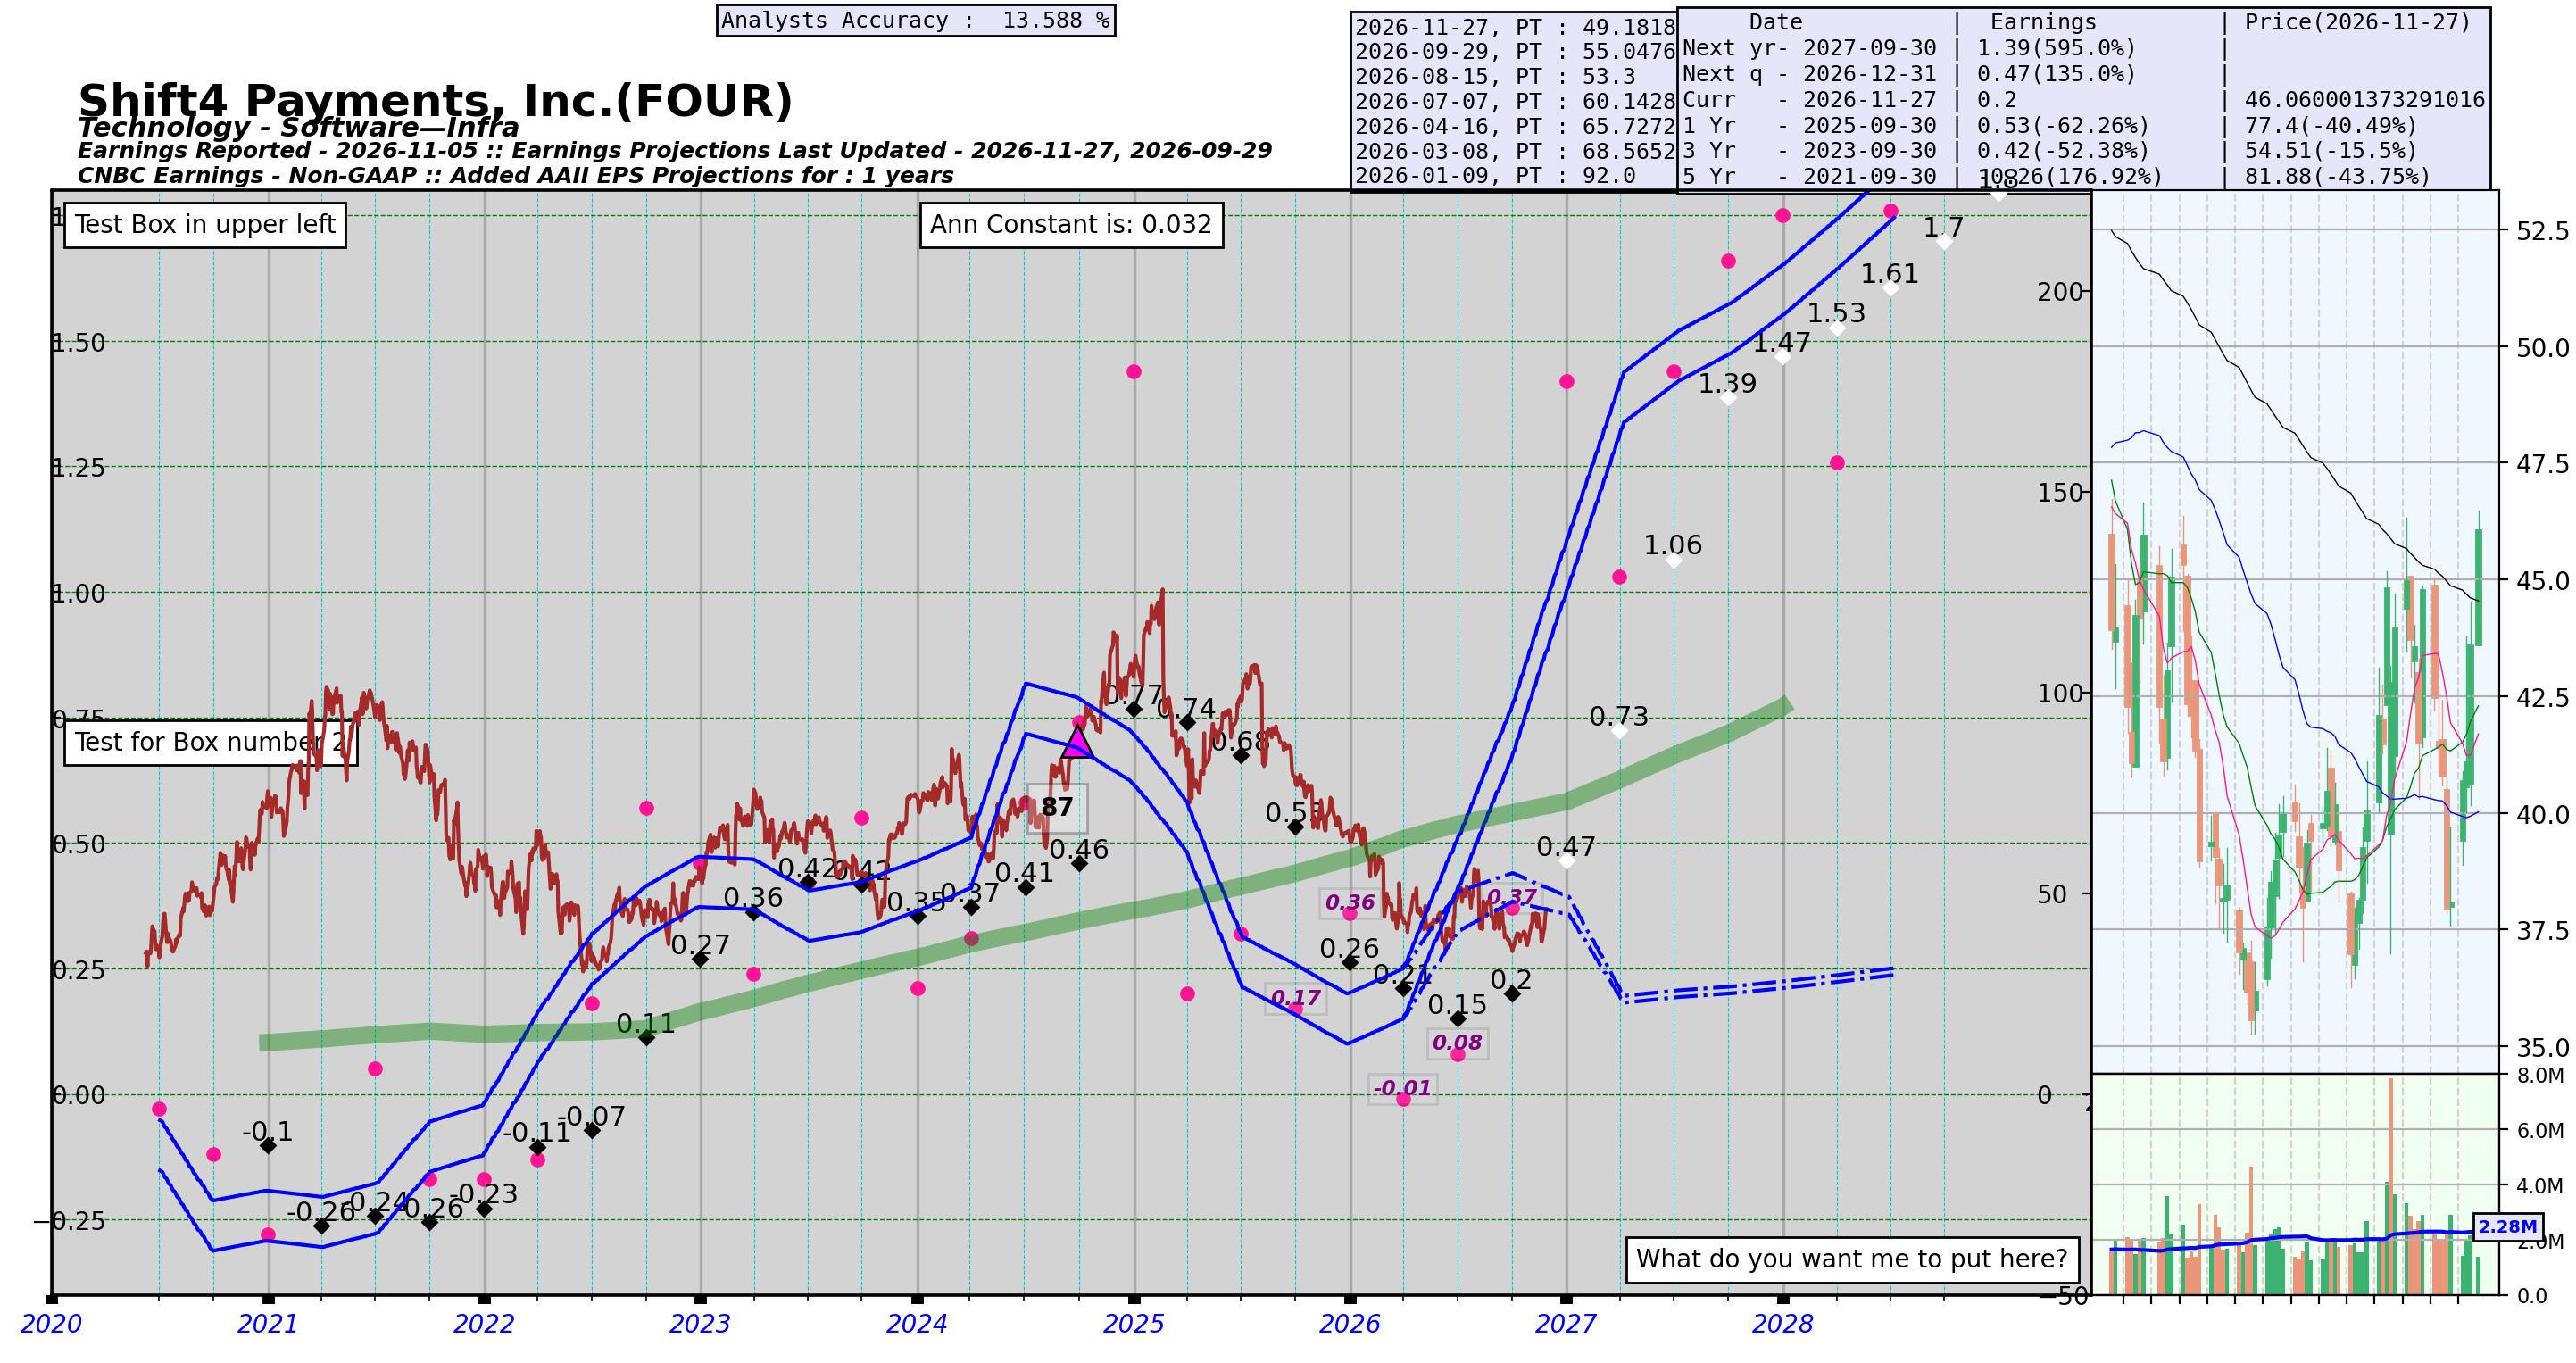 Analysts Accuracy :  13.588 %
2026-11-27, PT : 49.1818
2026-09-29, PT : 55.0476
2026-08-15, PT : 53.3
2026-07-07, PT : 60.1428
2026-04-16, PT : 65.7272
2026-03-08, PT : 68.5652
2026-01-09, PT : 92.0
Date | Earnings | Price(2026-11-27)
Next yr- 2027-09-30 | 1.39(595.0%) |
Next q - 2026-12-31 | 0.47(135.0%) |
Curr - 2026-11-27 | 0.2 | 46.060001373291016
1 Yr - 2025-09-30 | 0.53(-62.26%) | 77.4(-40.49%)
3 Yr - 2023-09-30 | 0.42(-52.38%) | 54.51(-15.5%)
5 Yr - 2021-09-30 | 26(176.92%) | 81.88(-43.75%)
Shift4 Payments, Inc.(FOUR)
Technology - Software—Infra
Earnings Reported - 2026-11-05 :: Earnings Projections Last Updated - 2026-11-27, 2026-09-29
CNBC Earnings - Non-GAAP :: Added AAII EPS Projections for : 1 years
Test Box in upper left
Ann Constant is: 0.032
1.8
1.7
1.61
1.53
1.47
1.39
1.06
0.73
0.47
1.50
1.25
1.00
0.75
0.50
0.25
0.00
−0.25
Test for Box number 2
87
0.77
0.74
0.68
0.53
0.46
0.41
0.37
0.35
0.42
0.42
0.36
0.27
0.11
-0.07
-0.11
-0.23
-0.26
-0.24
-0.26
-0.1
0.36
0.26
0.21
0.17
0.15
0.08
-0.01
0.37
0.2
200
150
100
50
0
−50
52.5
50.0
47.5
45.0
42.5
40.0
37.5
35.0
8.0M
6.0M
4.0M
2.28M
2.0M
0.0
What do you want me to put here?
2020 2021 2022 2023 2024 2025 2026 2027 2028